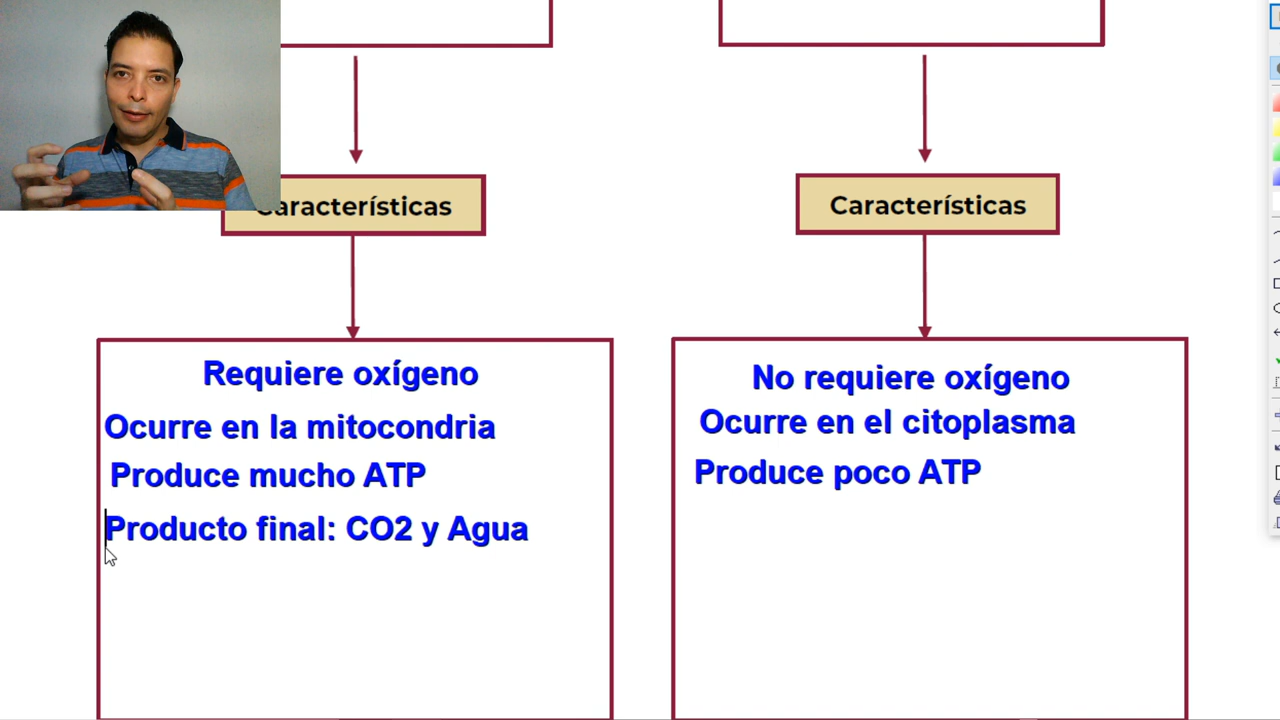 Características
Características
Requiere oxígeno
Ocurre en la mitocondria
Produce mucho ATP
Producto final: CO2 y Agua
No requiere oxígeno
Ocurre en el citoplasma
Produce poco ATP